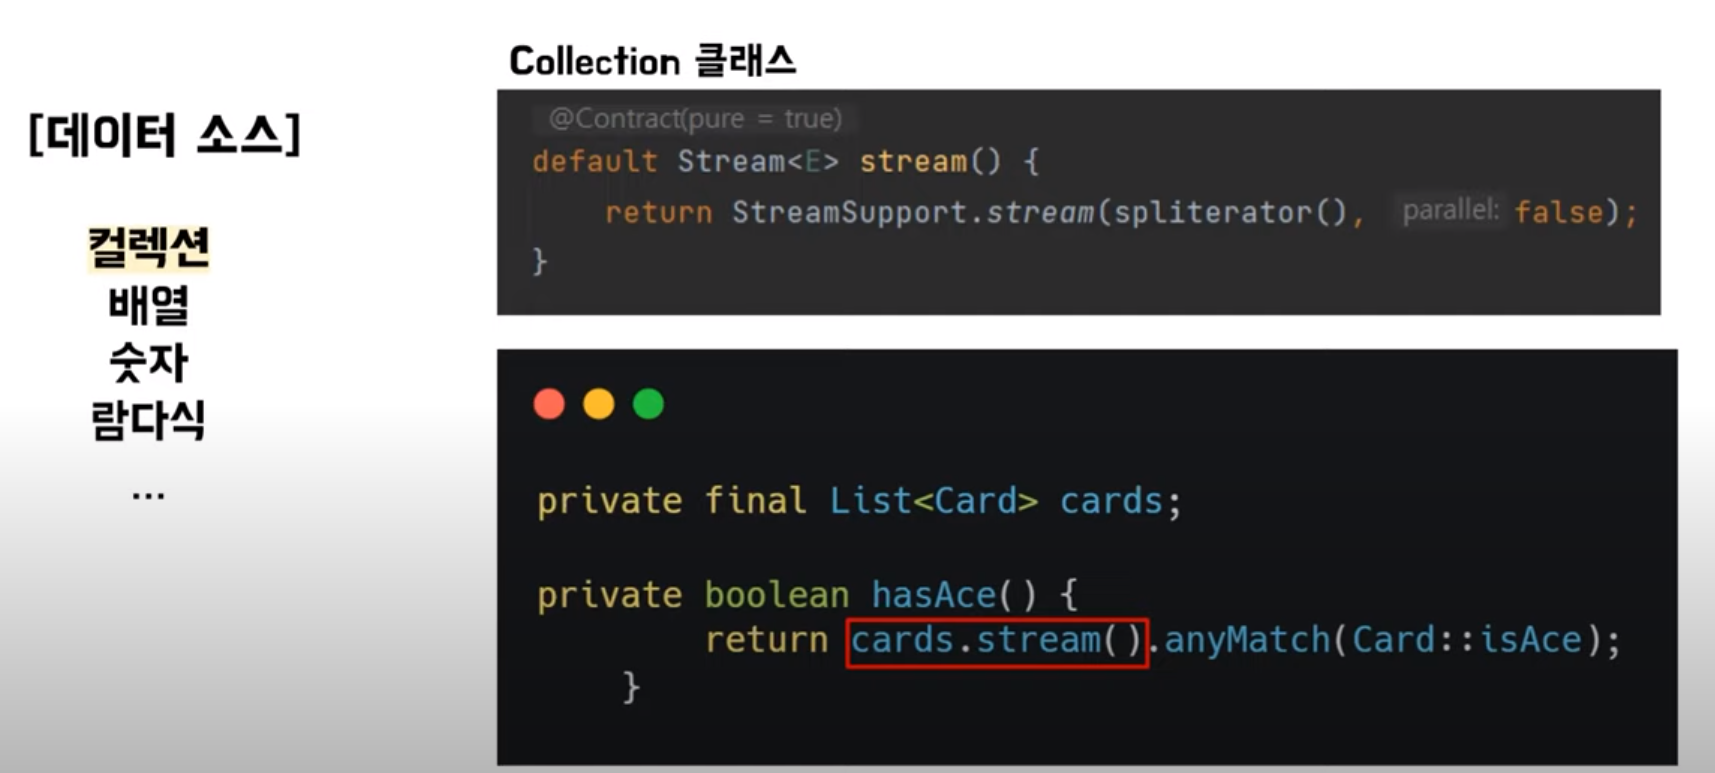 [데이터 소스]
컬렉션
배열
숫자
람다식
...
Collection 클래스
@Contract(pure = true)
default Stream<E> stream() {
return StreamSupport.stream(spliterator(), parallel: false);
}
private final List<Card> cards;
private boolean hasAce() {
return cards.stream().anyMatch(Card::isAce);
}